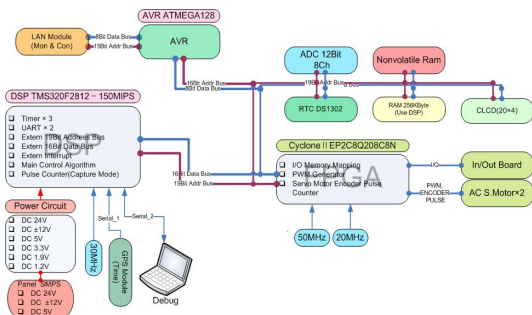 AVR ATMEGA128
LAN Module
(Mon & Con)
8Bit Data Bus
15Bit Addr Bus
AVR
ADC 12Bit
8Ch
Nonvolatile Ram
16Bit Addr Bus
8Bit Data Bus
RTC DS1302
RAM 256KByte
(Use DSP)
CLCD(20×4)
DSP TMS320F2812 – 150MIPS
DSP
Timer × 3
UART × 2
Extern 19Bit Address Bus
Extern 16Bit Data Bus
Extern Interrupt
Main Control Algorithm
Pulse Counter(Capture Mode)
16Bit Data Bus
19Bit Addr Bus
Cyclone II EP2C8Q208C8N
FPGA
I/O Memory Mapping
PWM Generator
Servo Motor Encoder Pulse
Counter
I/O
In/Out Board
PWM,
ENCODER
PULSE
AC S.Motor×2
Power Circuit
DC 24V
DC ±12V
DC 5V
DC 3.3V
DC 1.9V
DC 1.2V
Serial_1
Serial_2
30MHz
GPS Module
(Time)
Debug
50MHz
20MHz
Panel SMPS
DC 24V
DC ±12V
DC 5V